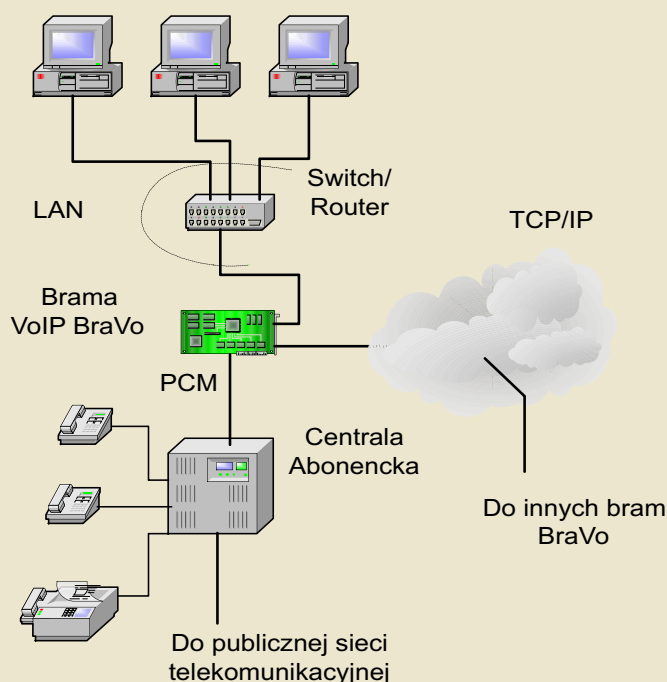 LAN
Switch/
Router
TCP/IP
Brama
VoIP BraVo
PCM
Centrala
Abonencka
Do innych bram
BraVo
Do publicznej sieci
telekomunikacyjnej